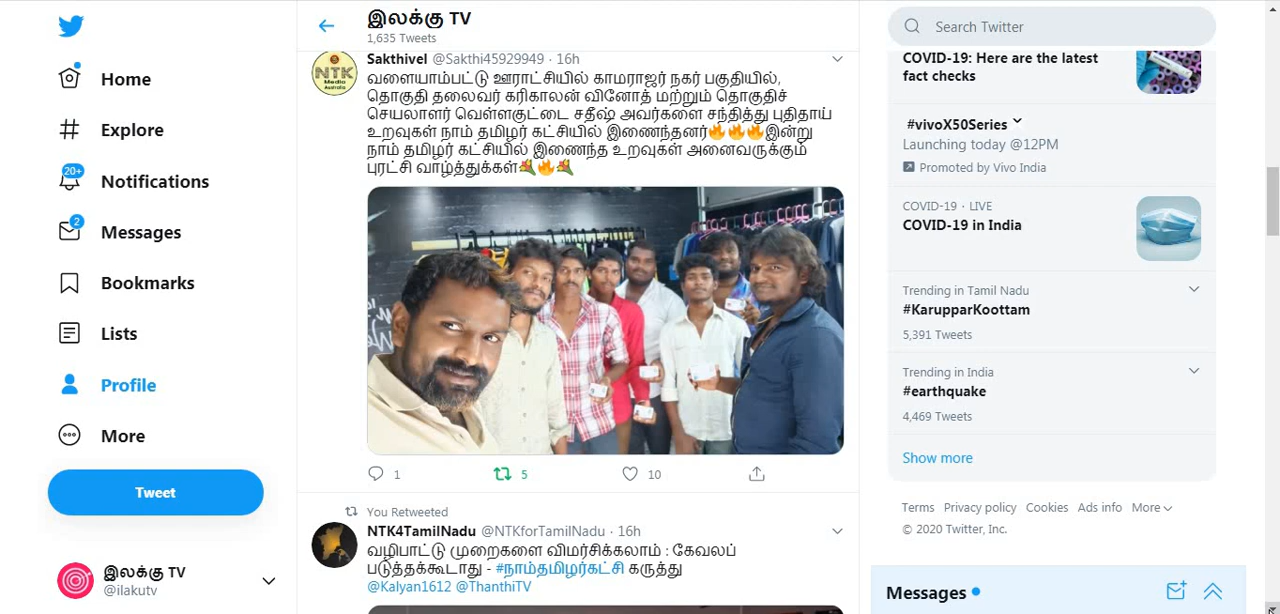 Home
Explore
20+
Notifications
2
Messages
Bookmarks
Lists
Profile
More
Tweet
இலக்கு TV
@ilakutv
இலக்கு TV
1,635 Tweets
NTK
Media
Australia
Sakthivel @Sakthi45929949 · 16h
வளையாம்பட்டு ஊராட்சியில் காமராஜர் நகர் பகுதியில்,
தொகுதி தலைவர் கரிகாலன் வினோத் மற்றும் தொகுதிச்
செயலாளர் வெள்ளகுட்டை சதீஷ் அவர்களை சந்தித்து புதிதாய்
உறவுகள் நாம் தமிழர் கட்சியில் இணைந்தனர்🔥🔥🔥இன்று
நாம் தமிழர் கட்சியில் இணைந்த உறவுகள் அனைவருக்கும்
புரட்சி வாழ்த்துக்கள்💐🔥💐
1 5 10
You Retweeted
NTK4TamilNadu @NTKforTamilNadu · 16h
வழிபாட்டு முறைகளை விமர்சிக்கலாம் : கேவலப்
படுத்தக்கூடாது - #நாம்தமிழர்கட்சி கருத்து
@Kalyan1612 @ThanthiTV
Search Twitter
COVID-19: Here are the latest
fact checks
#vivoX50Series
Launching today @12PM
Promoted by Vivo India
COVID-19 · LIVE
COVID-19 in India
Trending in Tamil Nadu
#KarupparKoottam
5,391 Tweets
Trending in India
#earthquake
4,469 Tweets
Show more
Terms Privacy policy Cookies Ads info More
© 2020 Twitter, Inc.
Messages